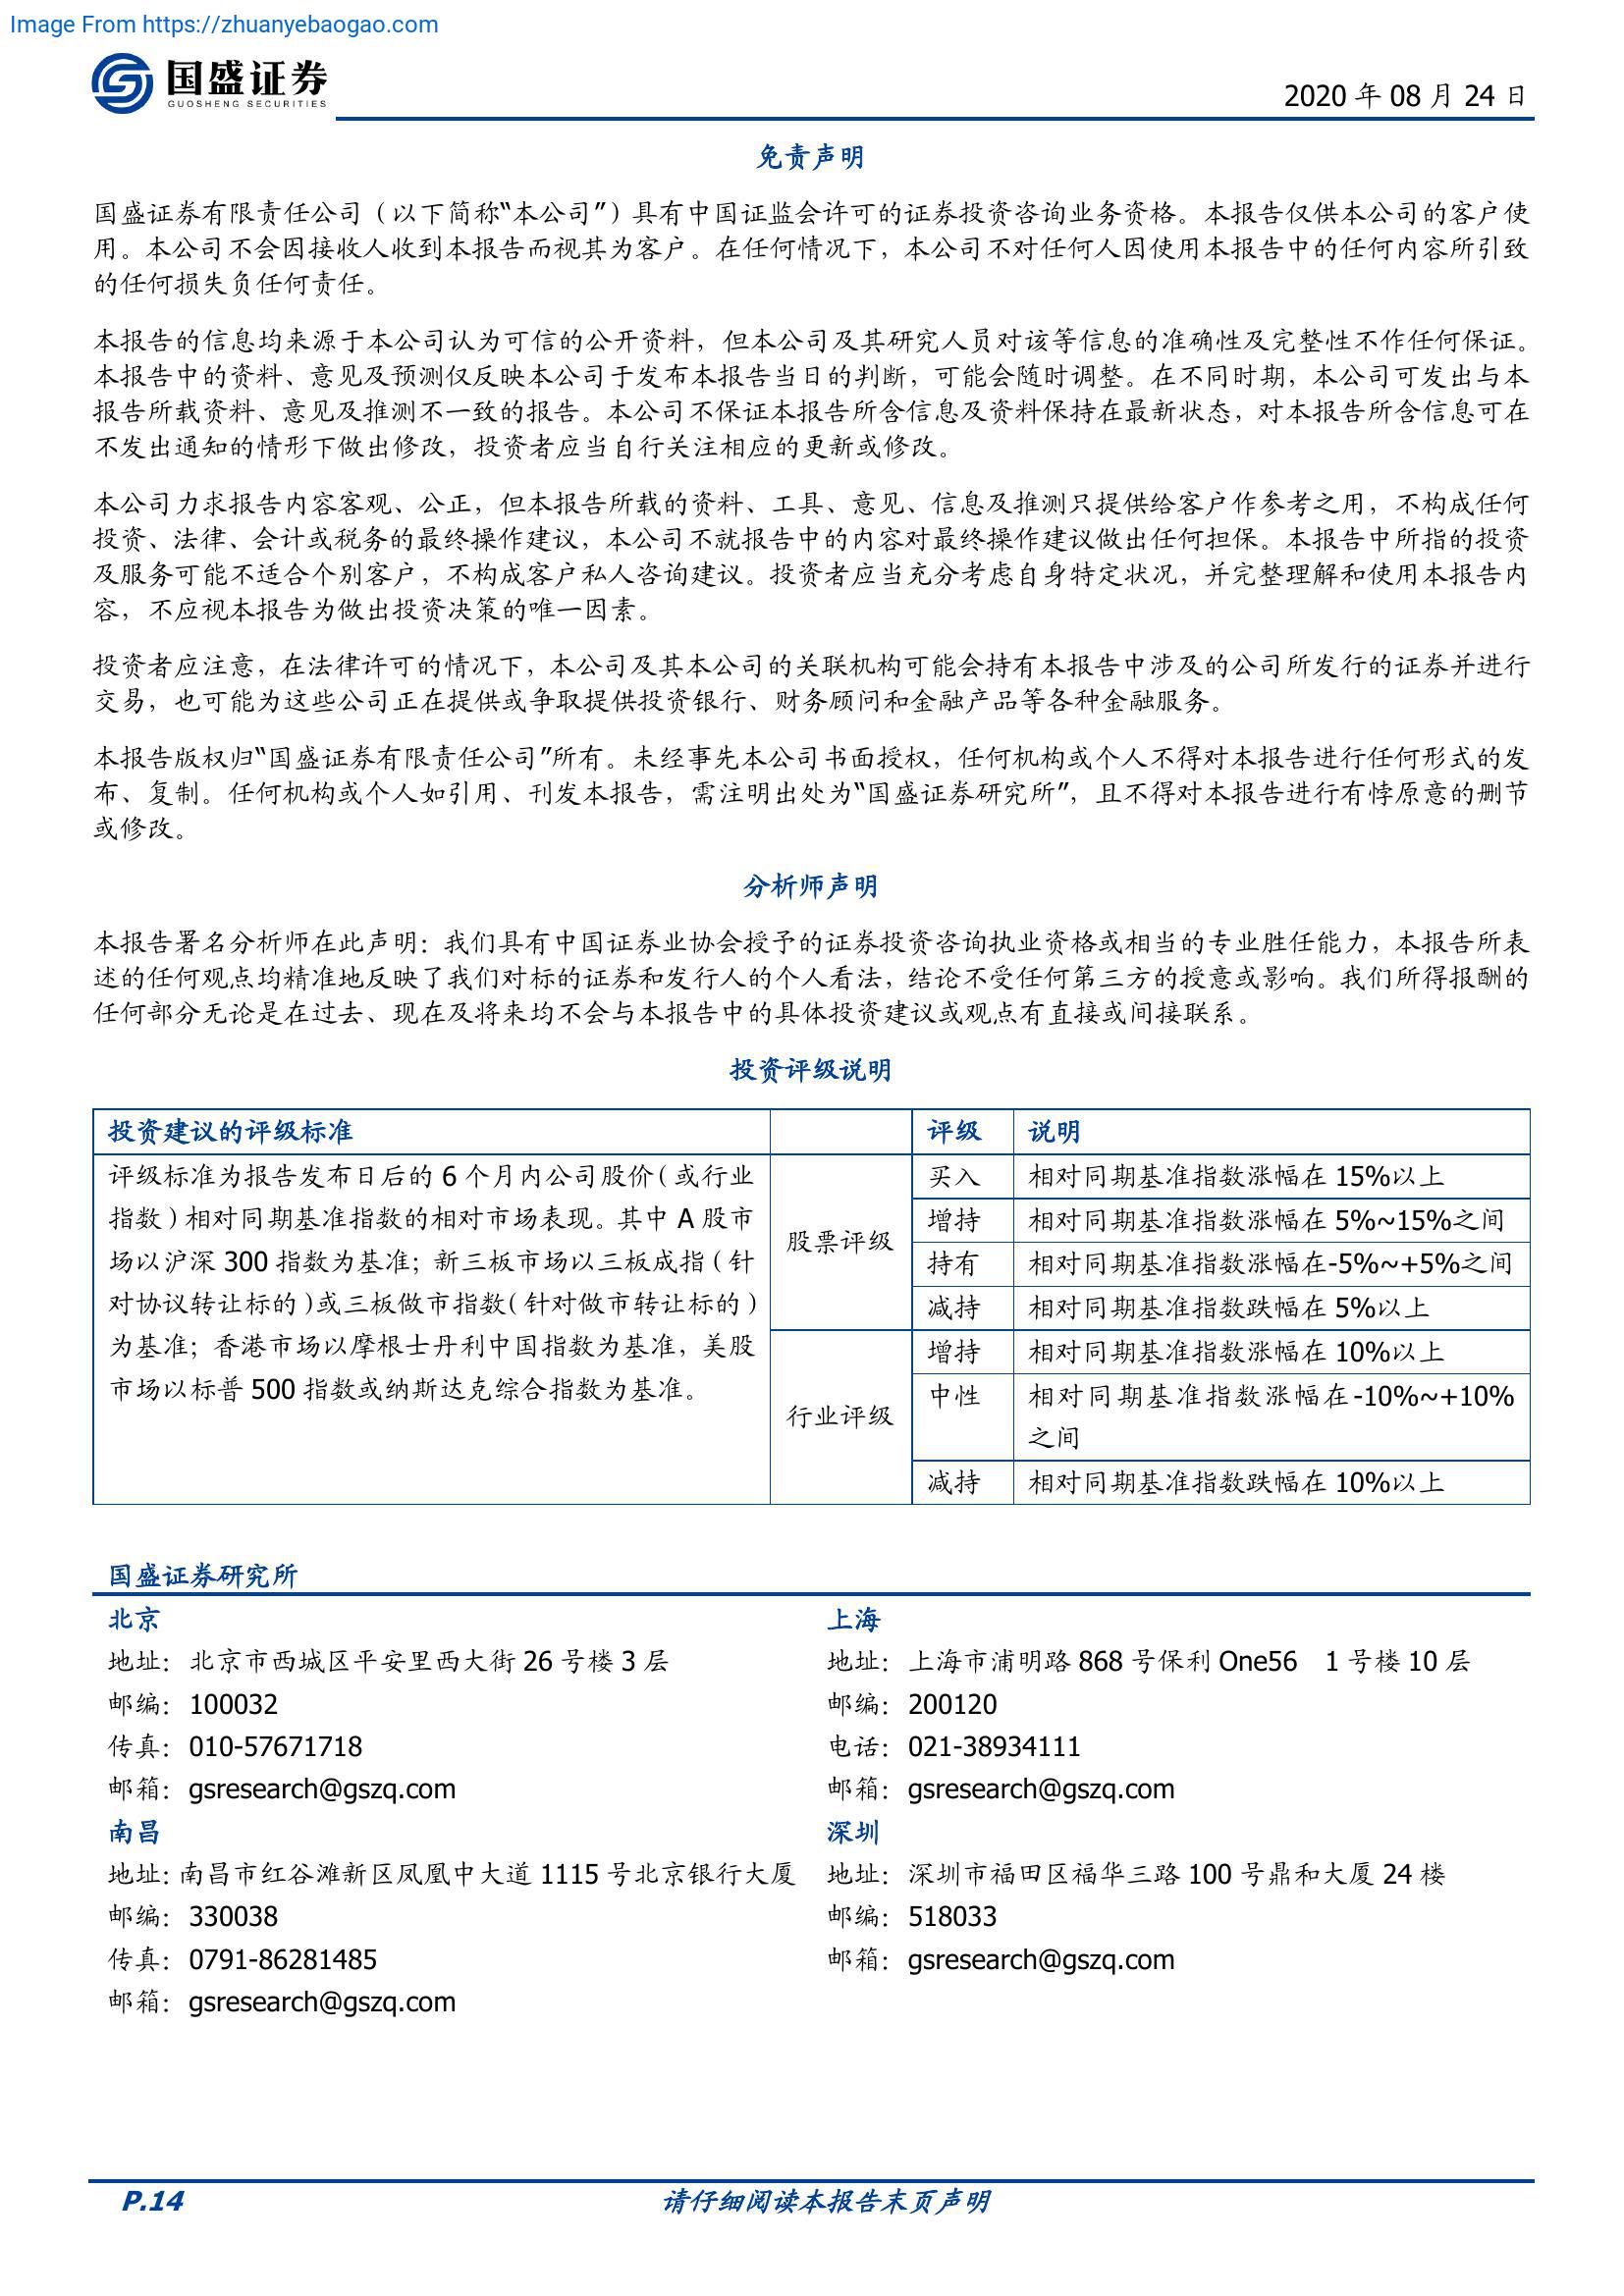 Image From https://zhuanyebaogao.com
国盛证券
GUOSHENG SECURITIES
2020 年 08 月 24 日
免责声明
国盛证券有限责任公司（以下简称“本公司”）具有中国证监会许可的证券投资咨询业务资格。本报告仅供本公司的客户使
用。本公司不会因接收人收到本报告而视其为客户。在任何情况下，本公司不对任何人因使用本报告中的任何内容所引致
的任何损失负任何责任。
本报告的信息均来源于本公司认为可信的公开资料，但本公司及其研究人员对该等信息的准确性及完整性不作任何保证。
本报告中的资料、意见及预测仅反映本公司于发布本报告当日的判断，可能会随时调整。在不同时期，本公司可发出与本
报告所载资料、意见及推测不一致的报告。本公司不保证本报告所含信息及资料保持在最新状态，对本报告所含信息可在
不发出通知的情形下做出修改，投资者应当自行关注相应的更新或修改。
本公司力求报告内容客观、公正，但本报告所载的资料、工具、意见、信息及推测只提供给客户作参考之用，不构成任何
投资、法律、会计或税务的最终操作建议，本公司不就报告中的内容对最终操作建议做出任何担保。本报告中所指的投资
及服务可能不适合个别客户，不构成客户私人咨询建议。投资者应当充分考虑自身特定状况，并完整理解和使用本报告内
容，不应视本报告为做出投资决策的唯一因素。
投资者应注意，在法律许可的情况下，本公司及其本公司的关联机构可能会持有本报告中涉及的公司所发行的证券并进行
交易，也可能为这些公司正在提供或争取提供投资银行、财务顾问和金融产品等各种金融服务。
本报告版权归“国盛证券有限责任公司”所有。未经事先本公司书面授权，任何机构或个人不得对本报告进行任何形式的发
布、复制。任何机构或个人如引用、刊发本报告，需注明出处为“国盛证券研究所”，且不得对本报告进行有悖原意的删节
或修改。
分析师声明
本报告署名分析师在此声明：我们具有中国证券业协会授予的证券投资咨询执业资格或相当的专业胜任能力，本报告所表
述的任何观点均精准地反映了我们对标的证券和发行人的个人看法，结论不受任何第三方的授意或影响。我们所得报酬的
任何部分无论是在过去、现在及将来均不会与本报告中的具体投资建议或观点有直接或间接联系。
投资评级说明
投资建议的评级标准 评级 说明
评级标准为报告发布日后的 6 个月内公司股价（或行业
指数）相对同期基准指数的相对市场表现。其中 A 股市
场以沪深 300 指数为基准；新三板市场以三板成指（针
对协议转让标的）或三板做市指数（针对做市转让标的）
为基准；香港市场以摩根士丹利中国指数为基准，美股
市场以标普 500 指数或纳斯达克综合指数为基准。
股票评级
买入 相对同期基准指数涨幅在 15%以上
增持 相对同期基准指数涨幅在 5%~15%之间
持有 相对同期基准指数涨幅在-5%~+5%之间
减持 相对同期基准指数跌幅在 5%以上
行业评级
增持 相对同期基准指数涨幅在 10%以上
中性 相对同期基准指数涨幅在-10%~+10%
之间
减持 相对同期基准指数跌幅在 10%以上
国盛证券研究所
北京
地址：北京市西城区平安里西大街 26 号楼 3 层
邮编：100032
传真：010-57671718
邮箱：gsresearch@gszq.com
上海
地址：上海市浦明路 868 号保利 One56 1 号楼 10 层
邮编：200120
电话：021-38934111
邮箱：gsresearch@gszq.com
南昌
地址：南昌市红谷滩新区凤凰中大道 1115 号北京银行大厦
邮编：330038
传真：0791-86281485
邮箱：gsresearch@gszq.com
深圳
地址：深圳市福田区福华三路 100 号鼎和大厦 24 楼
邮编：518033
邮箱：gsresearch@gszq.com
P.14
请仔细阅读本报告末页声明